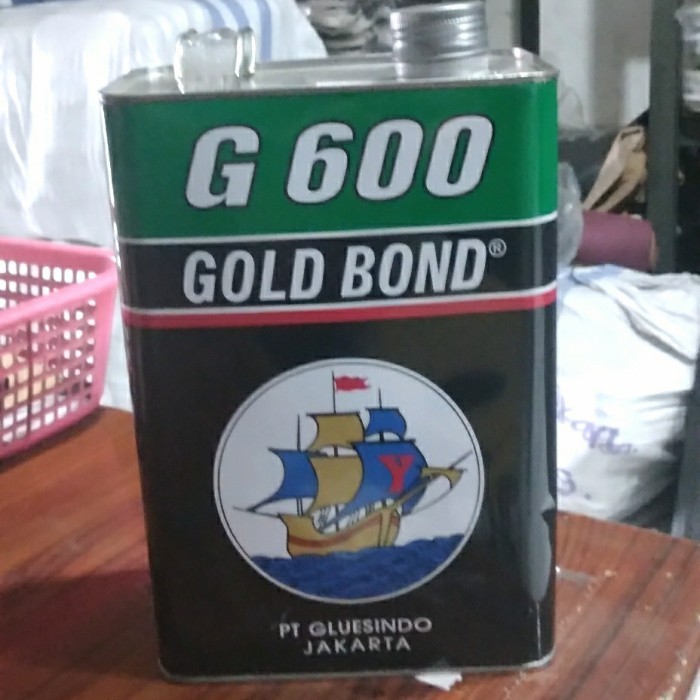 G 600
GOLD BOND®
Y
PT GLUESINDO
JAKARTA